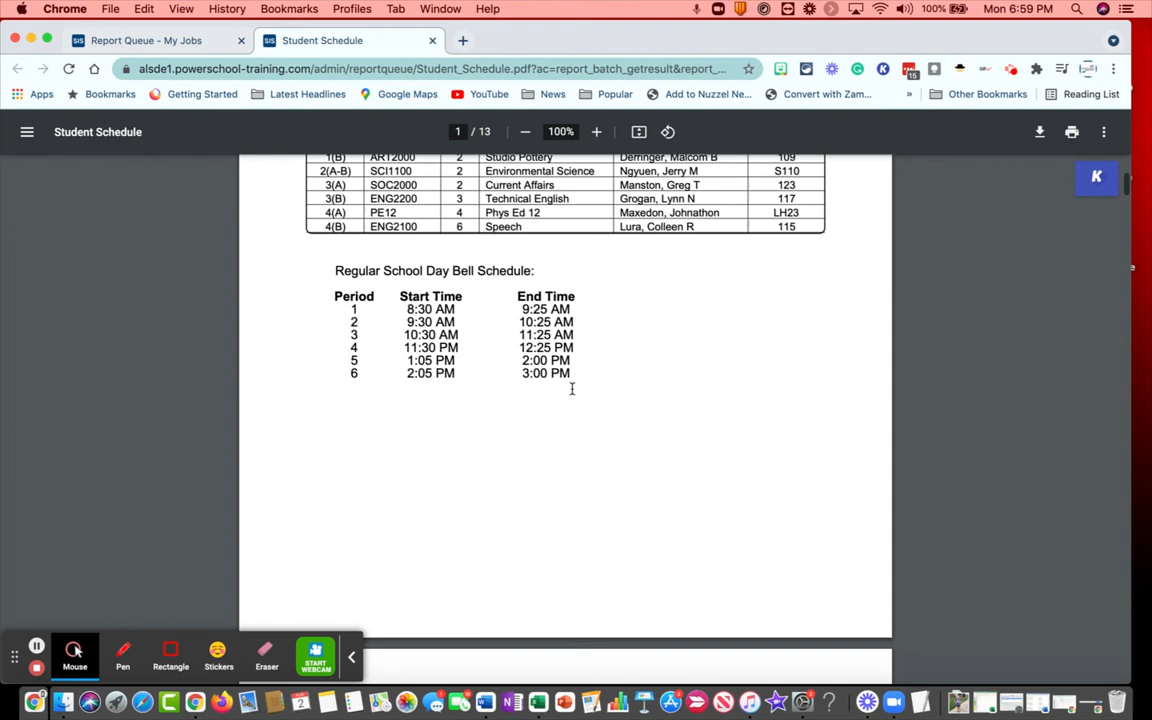 Chrome File Edit View History Bookmarks Profiles Tab Window Help 100% Mon 6:59 PM
SIS Report Queue - My Jobs SIS Student Schedule
alsde1.powerschool-training.com/admin/reportqueue/Student_Schedule.pdf?ac=report_batch_getresult&report_... 15
Apps Bookmarks Getting Started Latest Headlines Google Maps YouTube News Popular Add to Nuzzel Ne... Convert with Zam... » Other Bookmarks Reading List
Student Schedule 1 / 13 100%
1(B) ART2000 2 Studio Pottery Derringer, Malcom B 109
2(A-B) SCI1100 2 Environmental Science Ngyuen, Jerry M S110
3(A) SOC2000 2 Current Affairs Manston, Greg T 123
3(B) ENG2200 3 Technical English Grogan, Lynn N 117
4(A) PE12 4 Phys Ed 12 Maxedon, Johnathon LH23
4(B) ENG2100 6 Speech Lura, Colleen R 115
K
Regular School Day Bell Schedule:
Period Start Time End Time
1 8:30 AM 9:25 AM
2 9:30 AM 10:25 AM
3 10:30 AM 11:25 AM
4 11:30 PM 12:25 PM
5 1:05 PM 2:00 PM
6 2:05 PM 3:00 PM
Mouse Pen Rectangle Stickers Eraser START WEBCAM